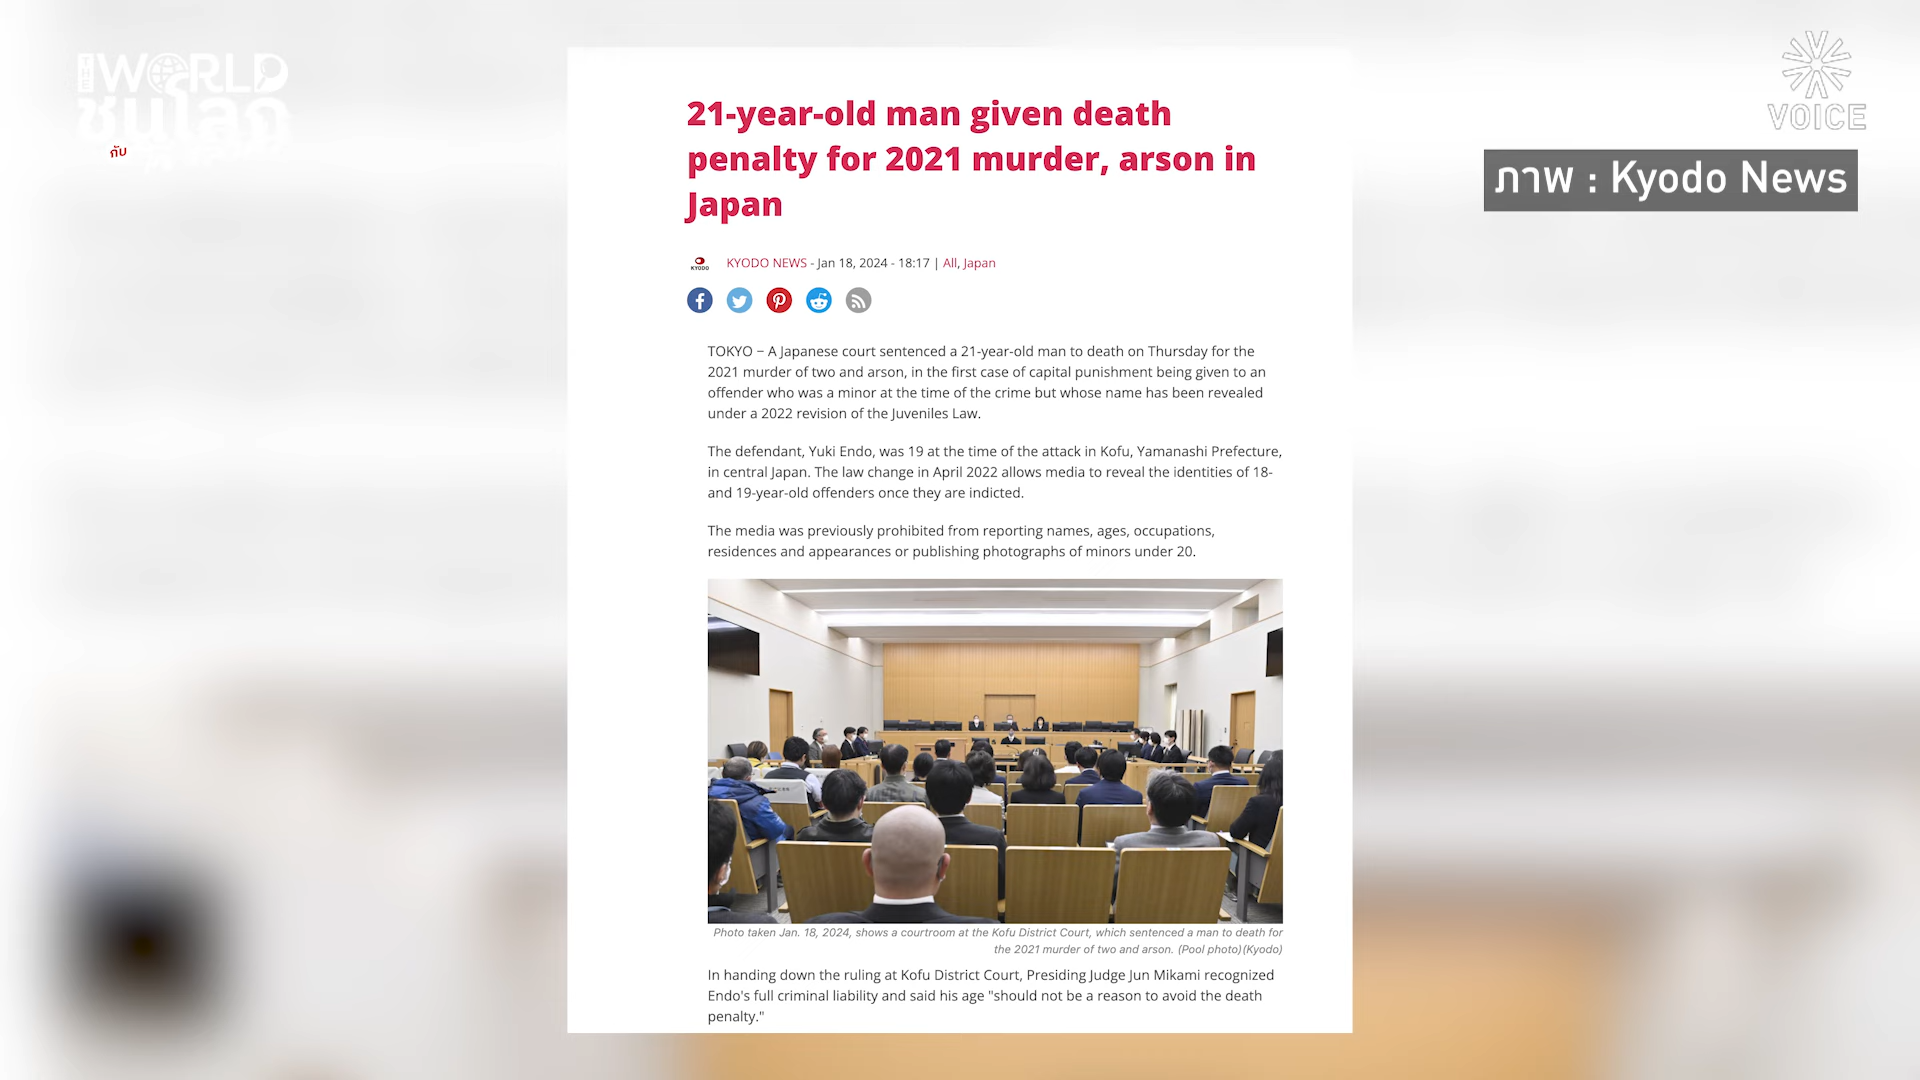 THE WORLD
กับ
ชนโลก
VOICE
ภาพ : Kyodo News
21-year-old man given death
penalty for 2021 murder, arson in
Japan
KYODO
KYODO NEWS - Jan 18, 2024 - 18:17 | All, Japan
TOKYO – A Japanese court sentenced a 21-year-old man to death on Thursday for the
2021 murder of two and arson, in the first case of capital punishment being given to an
offender who was a minor at the time of the crime but whose name has been revealed
under a 2022 revision of the Juveniles Law.
The defendant, Yuki Endo, was 19 at the time of the attack in Kofu, Yamanashi Prefecture,
in central Japan. The law change in April 2022 allows media to reveal the identities of 18-
and 19-year-old offenders once they are indicted.
The media was previously prohibited from reporting names, ages, occupations,
residences and appearances or publishing photographs of minors under 20.
Photo taken Jan. 18, 2024, shows a courtroom at the Kofu District Court, which sentenced a man to death for
the 2021 murder of two and arson. (Pool photo)(Kyodo)
In handing down the ruling at Kofu District Court, Presiding Judge Jun Mikami recognized
Endo's full criminal liability and said his age "should not be a reason to avoid the death
penalty."